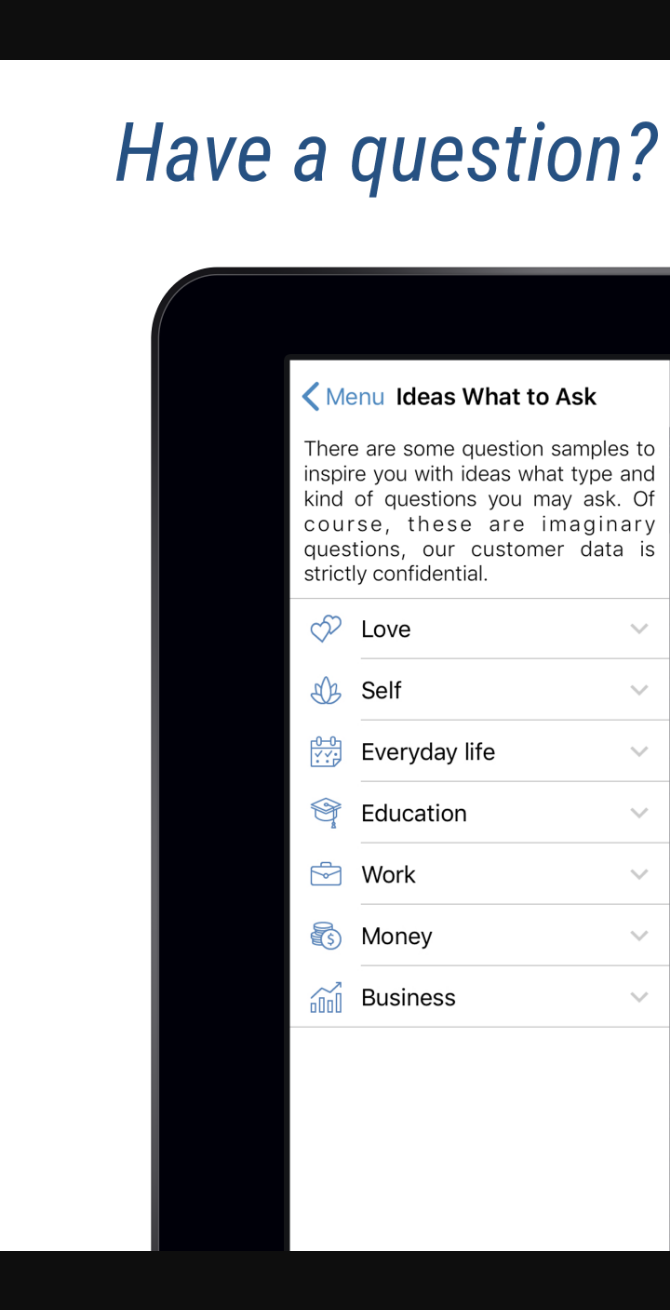 Have a question?
Menu Ideas What to Ask
There are some question samples to
inspire you with ideas what type and
kind of questions you may ask. Of
course, these are imaginary
questions, our customer data is
strictly confidential.
Love
Self
Everyday life
Education
Work
Money
Business